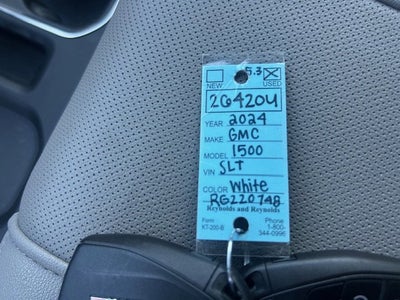 5.3
NEW USED
2G420U
YEAR 2024
MAKE GMC
MODEL 1500
VIN SLT
COLOR White
RG220748
Reynolds and Reynolds
Form Phone
KT-200-B 1-800-
344-0996